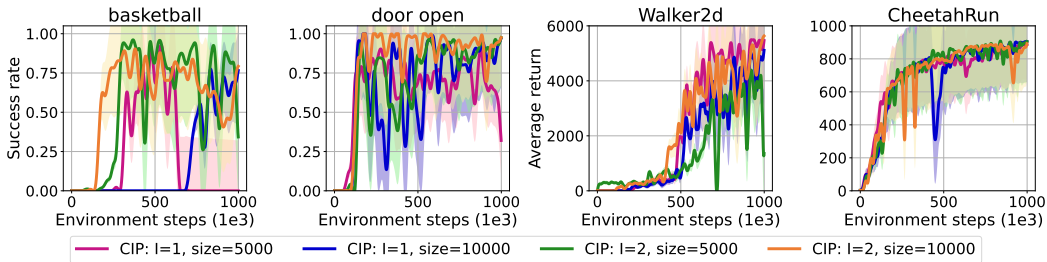 basketball
door open
Walker2d
CheetahRun
Success rate
1.00
0.75
0.50
0.25
0.00
0
500
1000
Environment steps (1e3)
1.00
0.75
0.50
0.25
0.00
0
500
1000
Environment steps (1e3)
Average return
6000
4000
2000
0
0
500
1000
Environment steps (1e3)
1000
800
600
400
200
0
0
500
1000
Environment steps (1e3)
CIP: I=1, size=5000
CIP: I=1, size=10000
CIP: I=2, size=5000
CIP: I=2, size=10000